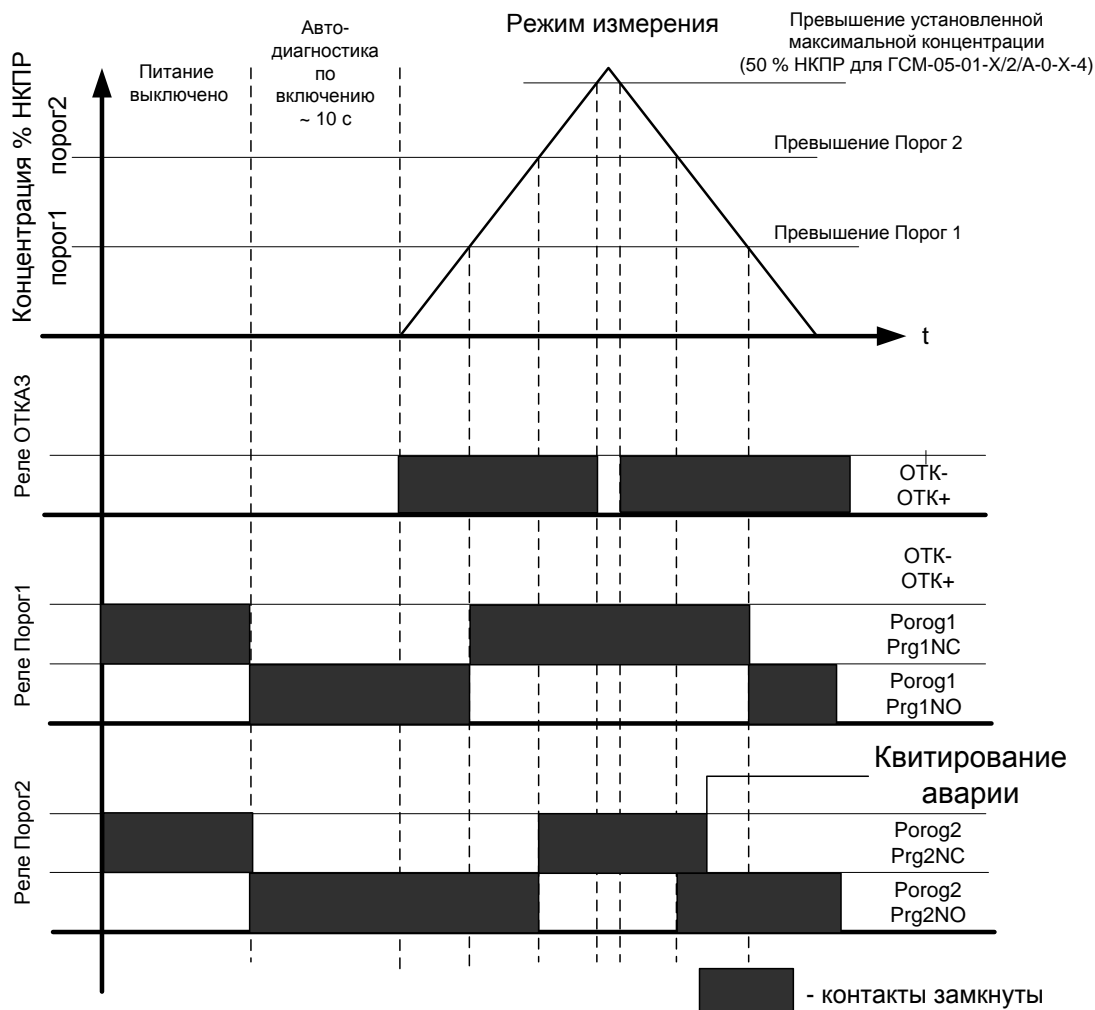 Режим измерения
Превышение установленной
максимальной концентрации
(50 % НКПР для ГСМ-05-01-Х/2/А-0-Х-4)
Авто-
диагностика
по
включению
~ 10 с
Питание
выключено
Концентрация % НКПР
порог2
порог1
Превышение Порог 2
Превышение Порог 1
t
Реле ОТКАЗ
ОТК-
ОТК+
ОТК-
ОТК+
Реле Порог1
Porog1
Prg1NC
Porog1
Prg1NO
Квитирование
аварии
Реле Порог2
Porog2
Prg2NC
Porog2
Prg2NO
- контакты замкнуты